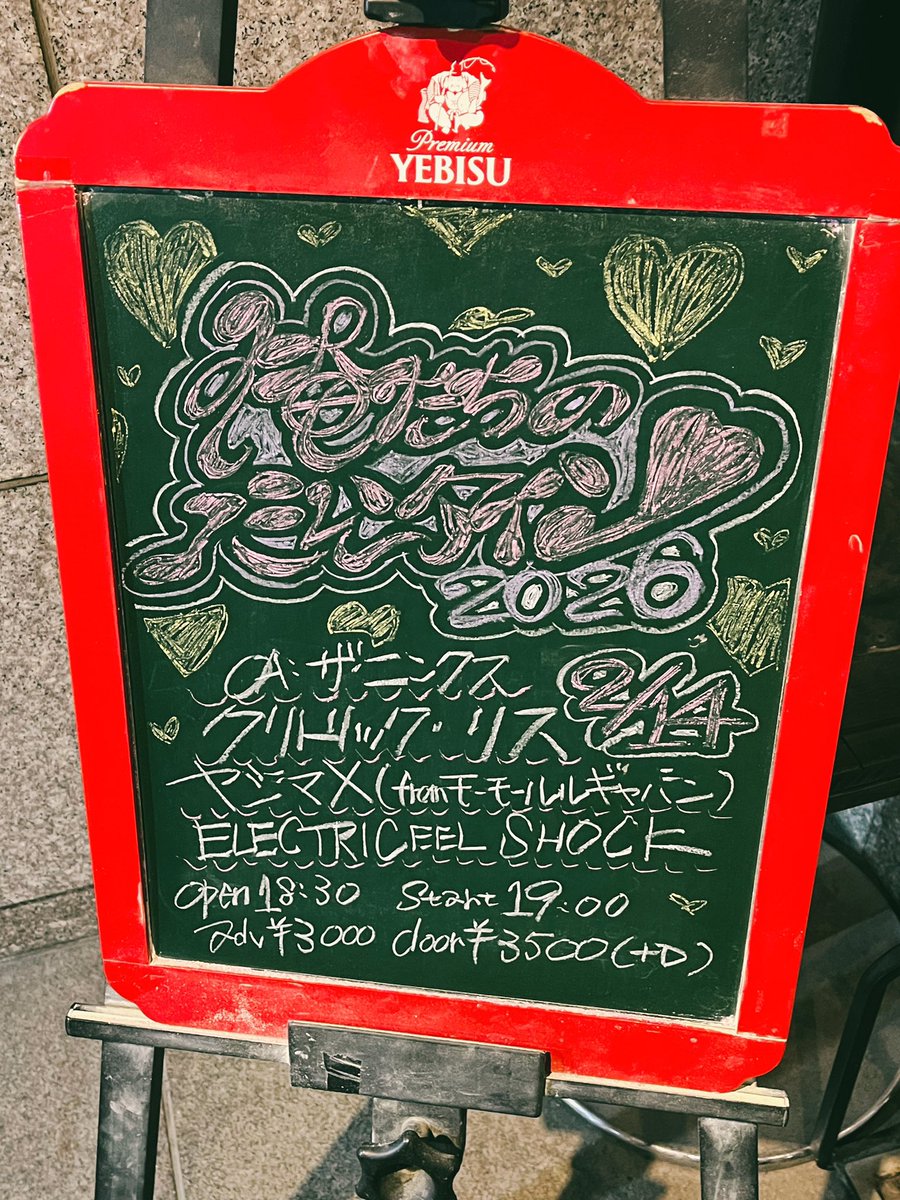 Premium
YEBISU
俺たちの
バレンタイン
2026
2/14
OA:ザ・ニンクス
クリトリック・リス
ヤジマX(fromモーモールルルギャバン)
ELECTRIC EEL SHOCK
open 18:30 Start 19:00
adv¥3000 door¥3500(+D)